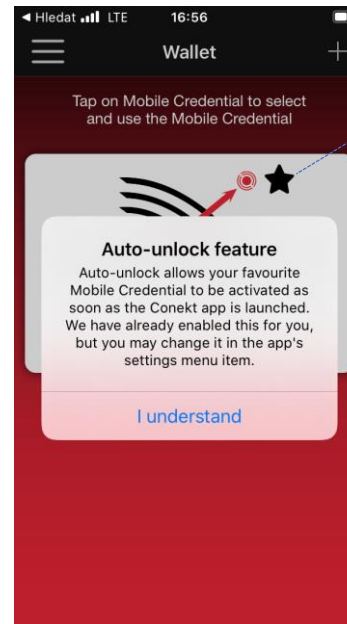 Hledat LTE 16:56
Wallet
Tap on Mobile Credential to select
and use the Mobile Credential
Auto-unlock feature
Auto-unlock allows your favourite
Mobile Credential to be activated as
soon as the Conekt app is launched.
We have already enabled this for you,
but you may change it in the app's
settings menu item.
I understand